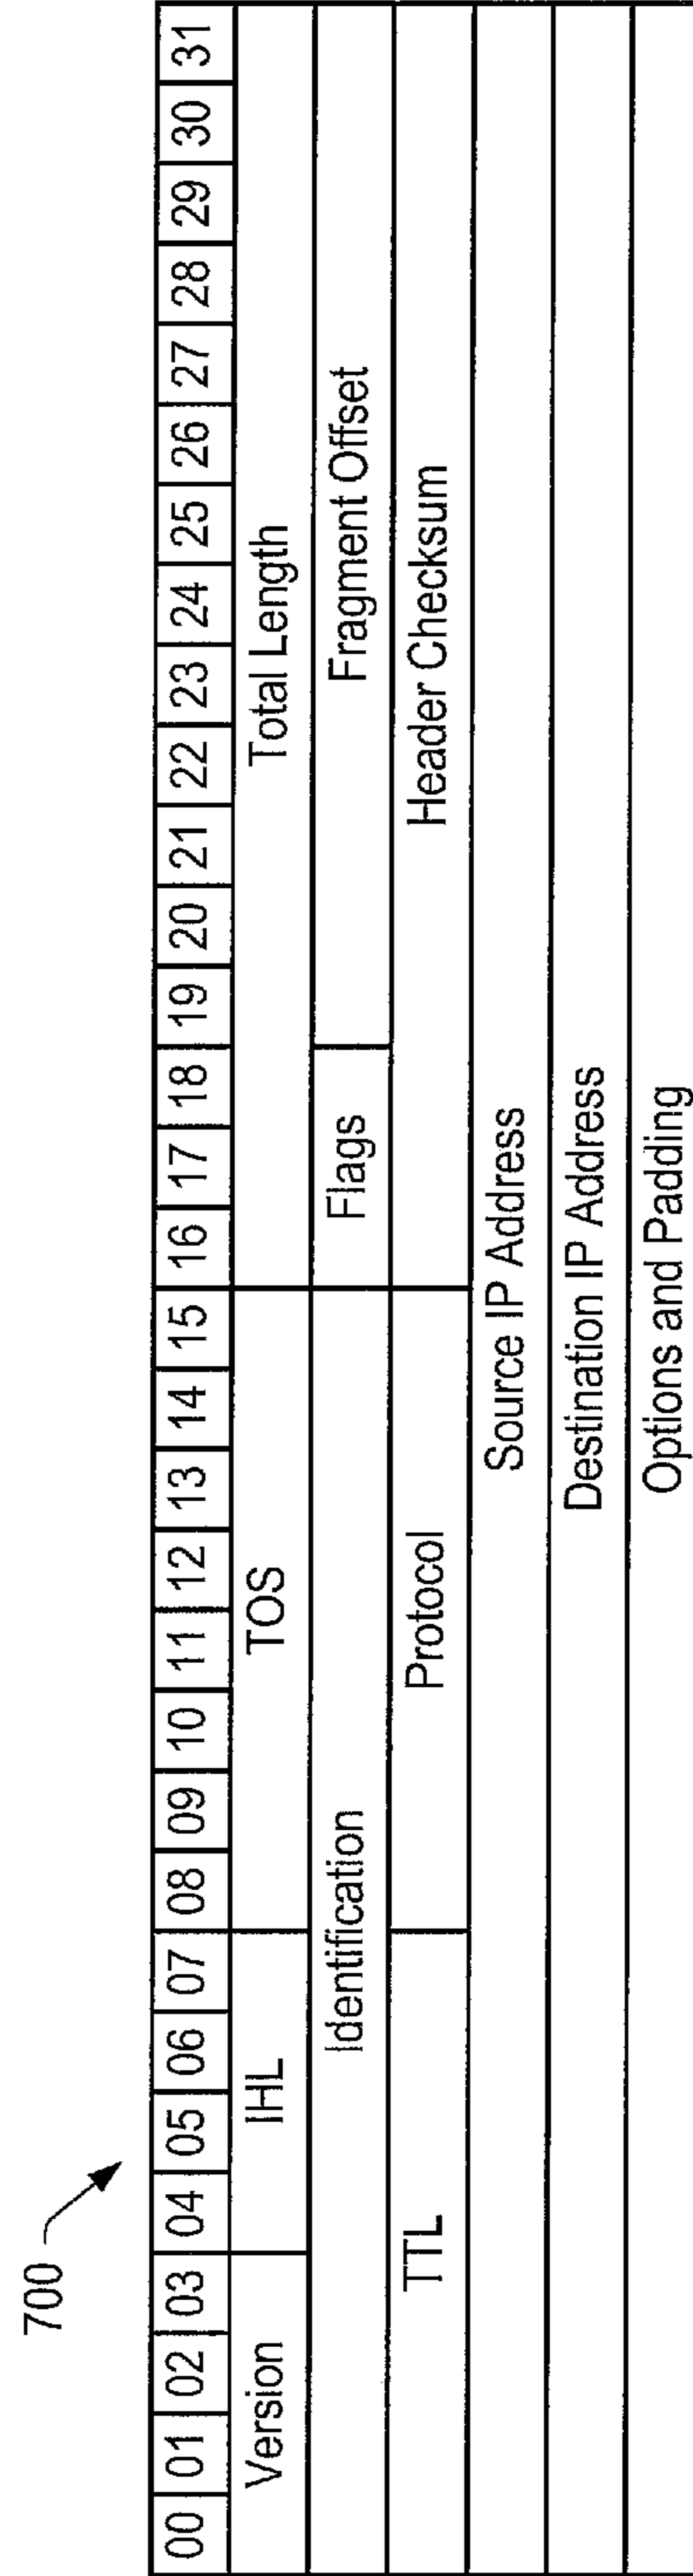 700
00 01 02 03 04 05 06 07 08 09 10 11 12 13 14 15 16 17 18 19 20 21 22 23 24 25 26 27 28 29 30 31
Version IHL TOS Total Length
Identification Flags Fragment Offset
TTL Protocol Header Checksum
Source IP Address
Destination IP Address
Options and Padding